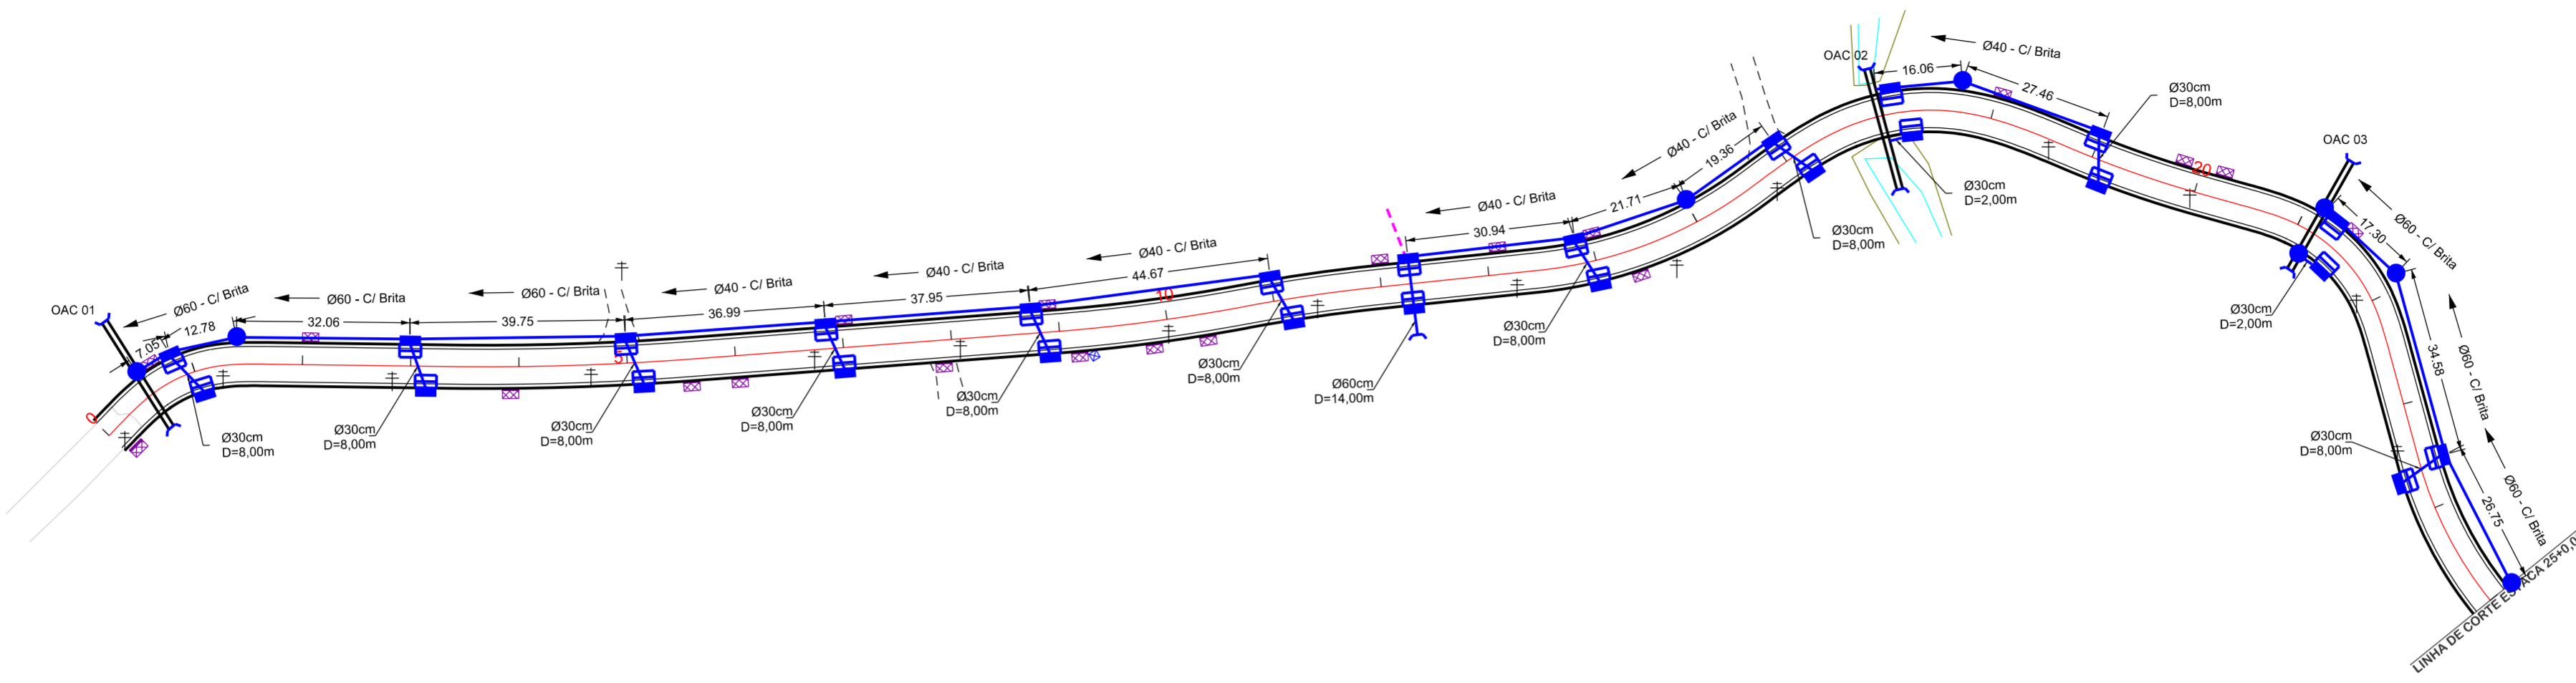 OAC 01
Ø60 - C/ Brita
7.05
12.78
Ø60 - C/ Brita
32.06
Ø60 - C/ Brita
39.75
Ø40 - C/ Brita
36.99
Ø40 - C/ Brita
37.95
Ø40 - C/ Brita
44.67
Ø40 - C/ Brita
30.94
21.71
Ø40 - C/ Brita
19.36
OAC 02
16.06
Ø40 - C/ Brita
27.46
Ø30cm
D=8,00m
OAC 03
Ø60 - C/ Brita
17.30
Ø60 - C/ Brita
34.58
Ø60 - C/ Brita
26.75
0
5
10
20
Ø30cm
D=8,00m
Ø30cm
D=8,00m
Ø30cm
D=8,00m
Ø30cm
D=8,00m
Ø30cm
D=8,00m
Ø30cm
D=8,00m
Ø60cm
D=14,00m
Ø30cm
D=8,00m
Ø30cm
D=8,00m
Ø30cm
D=2,00m
Ø30cm
D=2,00m
Ø30cm
D=8,00m
LINHA DE CORTE ESTACA 25+0,0